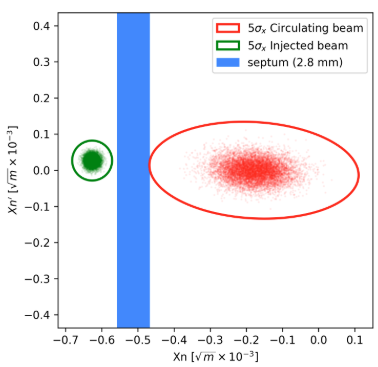 5σₓ Circulating beam
5σₓ Injected beam
septum (2.8 mm)
Xn′ [√m × 10⁻³]
0.4
0.3
0.2
0.1
0.0
−0.1
−0.2
−0.3
−0.4
−0.7 −0.6 −0.5 −0.4 −0.3 −0.2 −0.1 0.0 0.1
Xn [√m × 10⁻³]